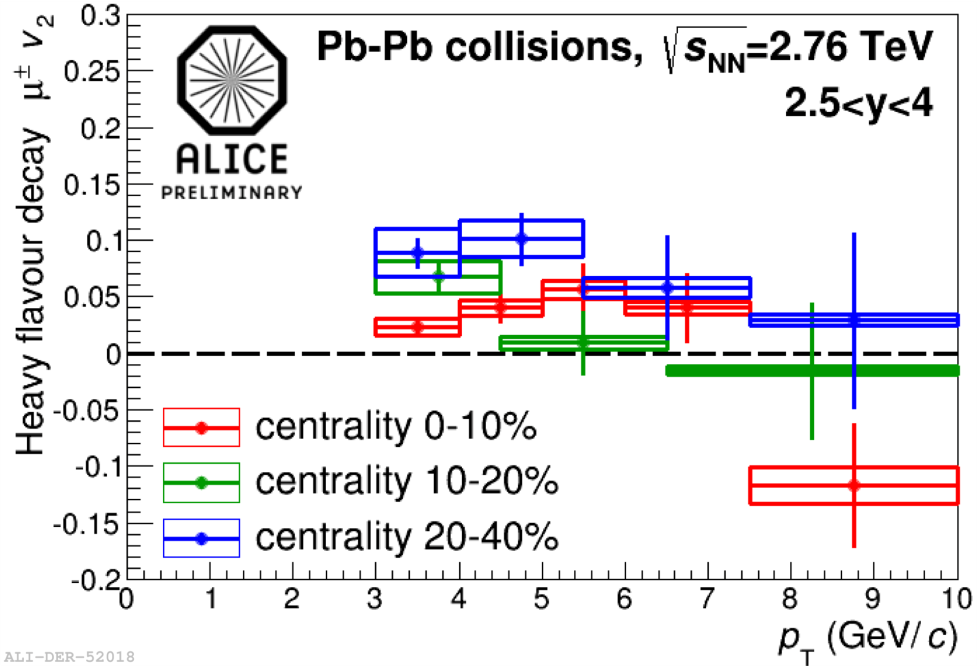 Heavy flavour decay μ± v2
0.3
0.25
0.2
0.15
0.1
0.05
0
-0.05
-0.1
-0.15
-0.2
ALICE
PRELIMINARY
Pb-Pb collisions, √sNN=2.76 TeV
2.5<y<4
centrality 0-10%
centrality 10-20%
centrality 20-40%
0 1 2 3 4 5 6 7 8 9 10
pT (GeV/c)
ALI-DER-52018